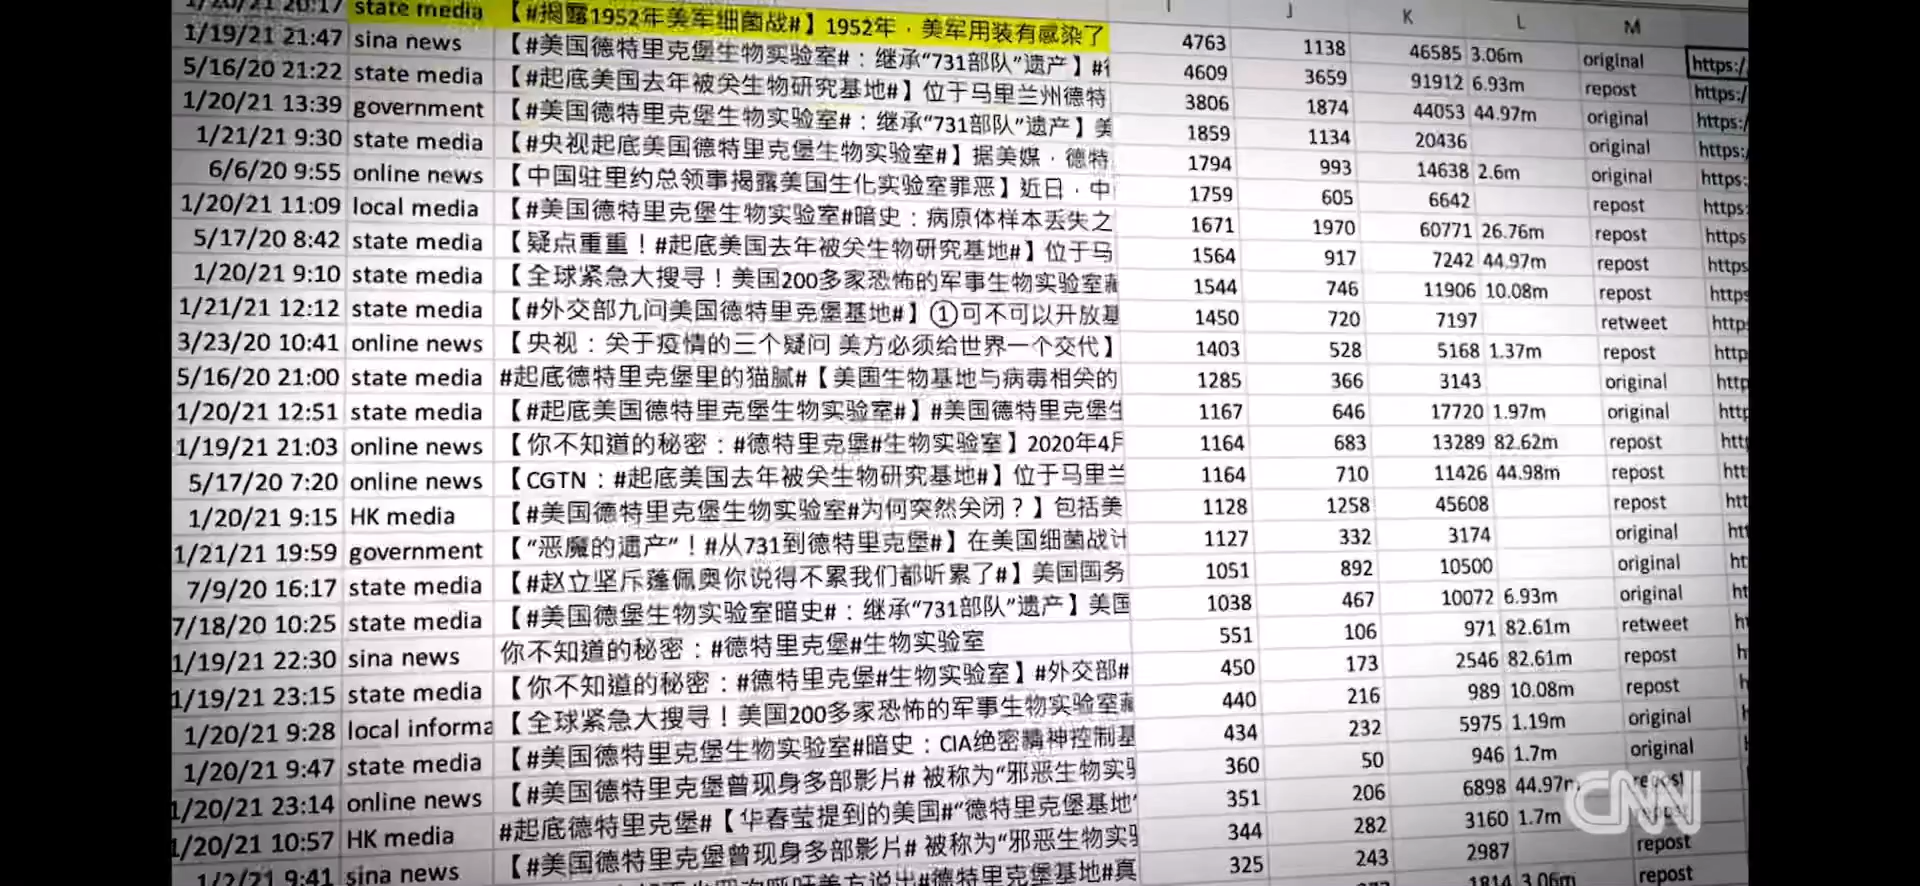 I J K L M
1/20/21 20:17 state media 【#揭露1952年美军细菌战#】1952年，美军用装有感染了 4763 1138 46585 3.06m original https:/
1/19/21 21:47 sina news 【#美国德特里克堡生物实验室#：继承“731部队”遗产】# 4609 3659 91912 6.93m repost https:/
5/16/20 21:22 state media 【#起底美国去年被关生物研究基地#】位于马里兰州德特 3806 1874 44053 44.97m original https:/
1/20/21 13:39 government 【#美国德特里克堡生物实验室#：继承“731部队”遗产】美 1859 1134 20436 original https:
1/21/21 9:30 state media 【#央视起底美国德特里克堡生物实验室#】据美媒，德特 1794 993 14638 2.6m original https:
6/6/20 9:55 online news 【中国驻里约总领事揭露美国生化实验室罪恶】近日，中 1759 605 6642 repost https:
1/20/21 11:09 local media 【#美国德特里克堡生物实验室#暗史：病原体样本丢失之 1671 1970 60771 26.76m repost https
5/17/20 8:42 state media 【疑点重重！#起底美国去年被关生物研究基地#】位于马 1564 917 7242 44.97m repost https
1/20/21 9:10 state media 【全球紧急大搜寻！美国200多家恐怖的军事生物实验室藏 1544 746 11906 10.08m repost https
1/21/21 12:12 state media 【#外交部九问美国德特里克堡基地#】①可不可以开放基 1450 720 7197 retweet http
3/23/20 10:41 online news 【央视：关于疫情的三个疑问 美方必须给世界一个交代】 1403 528 5168 1.37m repost http
5/16/20 21:00 state media #起底德特里克堡里的猫腻#【美国生物基地与病毒相关的 1285 366 3143 original http
1/20/21 12:51 state media 【#起底美国德特里克堡生物实验室#】#美国德特里克堡生 1167 646 17720 1.97m original http
1/19/21 21:03 online news 【你不知道的秘密：#德特里克堡#生物实验室】2020年4月 1164 683 13289 82.62m repost htt
5/17/20 7:20 online news 【CGTN：#起底美国去年被关生物研究基地#】位于马里兰 1164 710 11426 44.98m repost htt
1/20/21 9:15 HK media 【#美国德特里克堡生物实验室#为何突然关闭？】包括美 1128 1258 45608 repost htt
1/21/21 19:59 government 【“恶魔的遗产”！#从731到德特里克堡#】在美国细菌战计 1127 332 3174 original ht
7/9/20 16:17 state media 【#赵立坚斥蓬佩奥你说得不累我们都听累了#】美国国务 1051 892 10500 original ht
7/18/20 10:25 state media 【#美国德堡生物实验室暗史#：继承“731部队”遗产】美国 1038 467 10072 6.93m original ht
1/19/21 22:30 sina news 你不知道的秘密：#德特里克堡#生物实验室 551 106 971 82.61m retweet h
1/19/21 23:15 state media 【你不知道的秘密：#德特里克堡#生物实验室】#外交部# 450 173 2546 82.61m repost h
1/20/21 9:28 local informa 【全球紧急大搜寻！美国200多家恐怖的军事生物实验室藏 440 216 989 10.08m repost
1/20/21 9:47 state media 【#美国德特里克堡生物实验室#暗史：CIA绝密精神控制基 434 232 5975 1.19m original
1/20/21 23:14 online news 【#美国德特里克堡曾现身多部影片# 被称为“邪恶生物实验 360 50 946 1.7m original
1/20/21 10:57 HK media #起底德特里克堡#【华春莹提到的美国#“德特里克堡基地” 351 206 6898 44.97m repost
1/2/21 9:41 sina news 【#美国德特里克堡曾现身多部影片# 被称为“邪恶生物实验 344 282 3160 1.7m repost
325 243 2987 repost
1814 3.06m repost
CNN